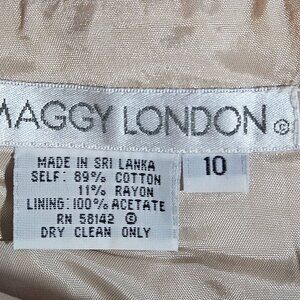 MAGGY LONDON ®
10
MADE IN SRI LANKA
SELF: 89% COTTON
11% RAYON
LINING: 100% ACETATE
RN 58142 Ⓢ
DRY CLEAN ONLY